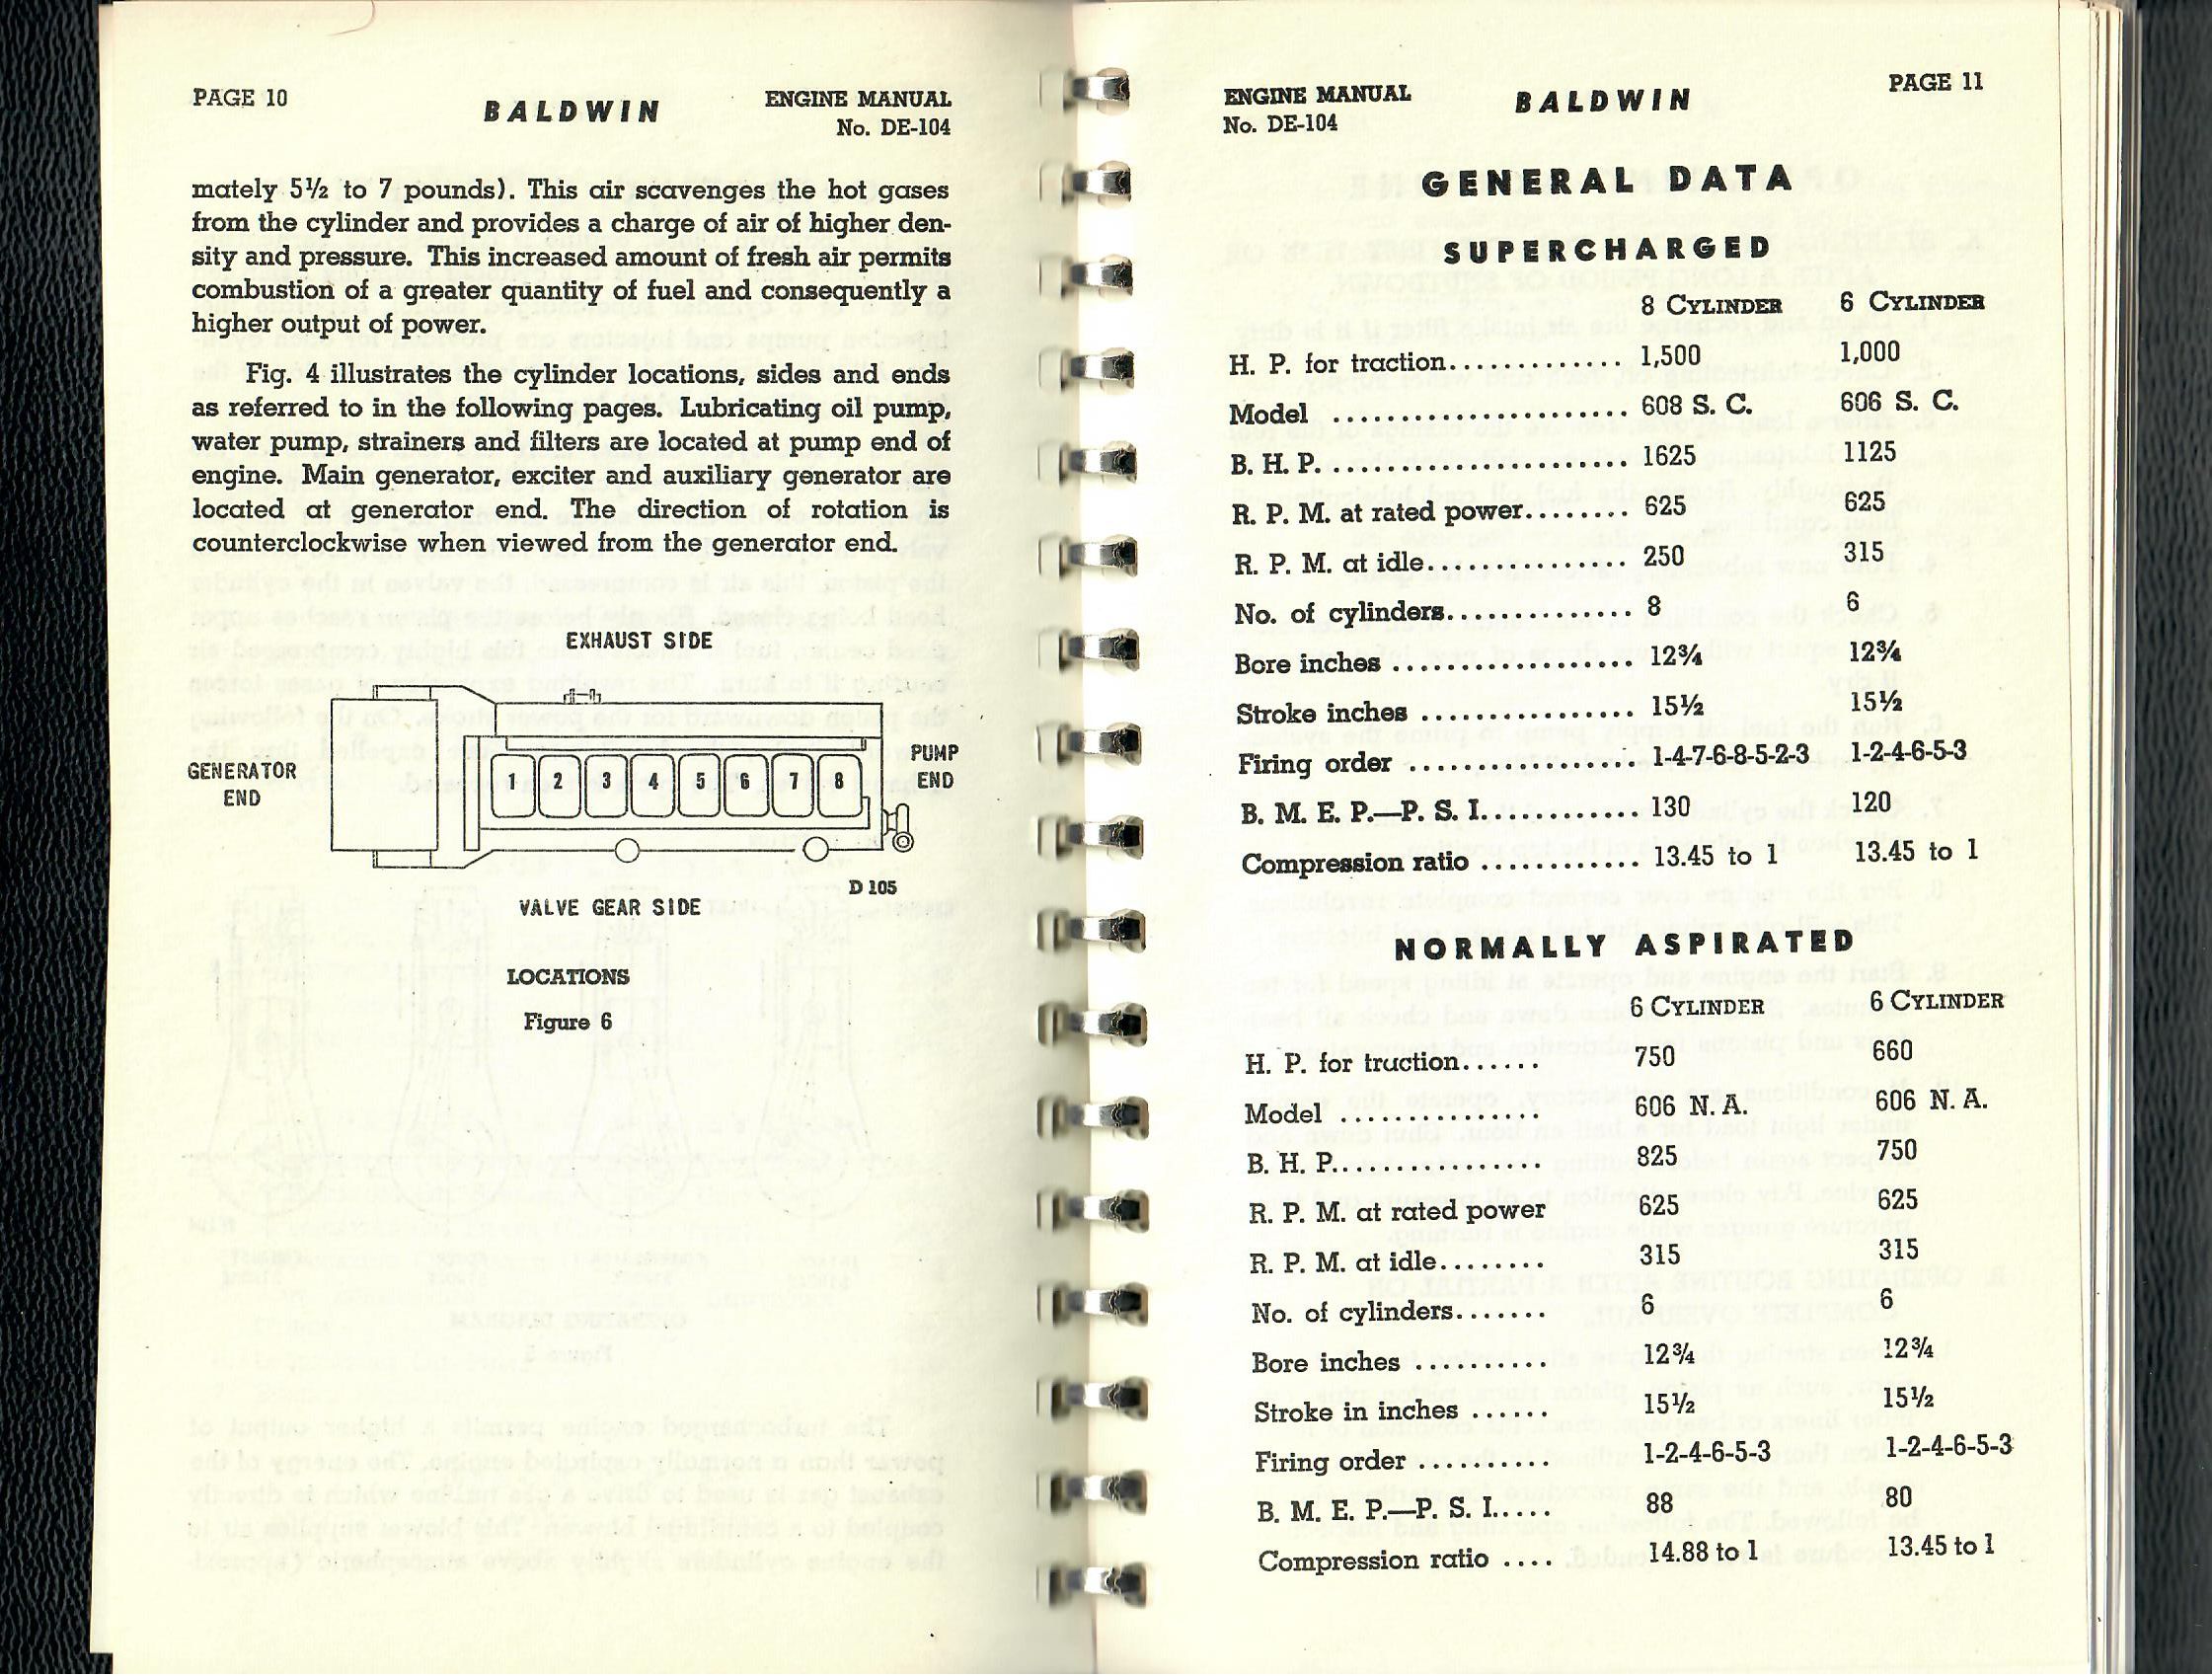 PAGE 10
BALDWIN
ENGINE MANUAL
No. DE-104
mately 5½ to 7 pounds). This air scavenges the hot gases
from the cylinder and provides a charge of air of higher den-
sity and pressure. This increased amount of fresh air permits
combustion of a greater quantity of fuel and consequently a
higher output of power.
Fig. 4 illustrates the cylinder locations, sides and ends
as referred to in the following pages. Lubricating oil pump,
water pump, strainers and filters are located at pump end of
engine. Main generator, exciter and auxiliary generator are
located at generator end. The direction of rotation is
counterclockwise when viewed from the generator end.
EXHAUST SIDE
GENERATOR
END
1 2 3 4 5 6 7 8
PUMP
END
D 105
VALVE GEAR SIDE
LOCATIONS
Figure 6
ENGINE MANUAL
No. DE-104
BALDWIN
PAGE 11
GENERAL DATA
SUPERCHARGED
8 CYLINDER 6 CYLINDER
H. P. for traction............ 1,500 1,000
Model ...................... 608 S. C. 606 S. C.
B. H. P....................... 1625 1125
R. P. M. at rated power........ 625 625
R. P. M. at idle............... 250 315
No. of cylinders.............. 8 6
Bore inches .................. 12¾ 12¾
Stroke inches ................ 15½ 15½
Firing order ................. 1-4-7-6-8-5-2-3 1-2-4-6-5-3
B. M. E. P.—P. S. I............ 130 120
Compression ratio ............ 13.45 to 1 13.45 to 1
NORMALLY ASPIRATED
6 CYLINDER 6 CYLINDER
H. P. for traction...... 750 660
Model ............... 606 N. A. 606 N. A.
B. H. P................ 825 750
R. P. M. at rated power 625 625
R. P. M. at idle........ 315 315
No. of cylinders....... 6 6
Bore inches .......... 12¾ 12¾
Stroke in inches ...... 15½ 15½
Firing order .......... 1-2-4-6-5-3 1-2-4-6-5-3
B. M. E. P.—P. S. I..... 88 80
Compression ratio .... 14.88 to 1 13.45 to 1